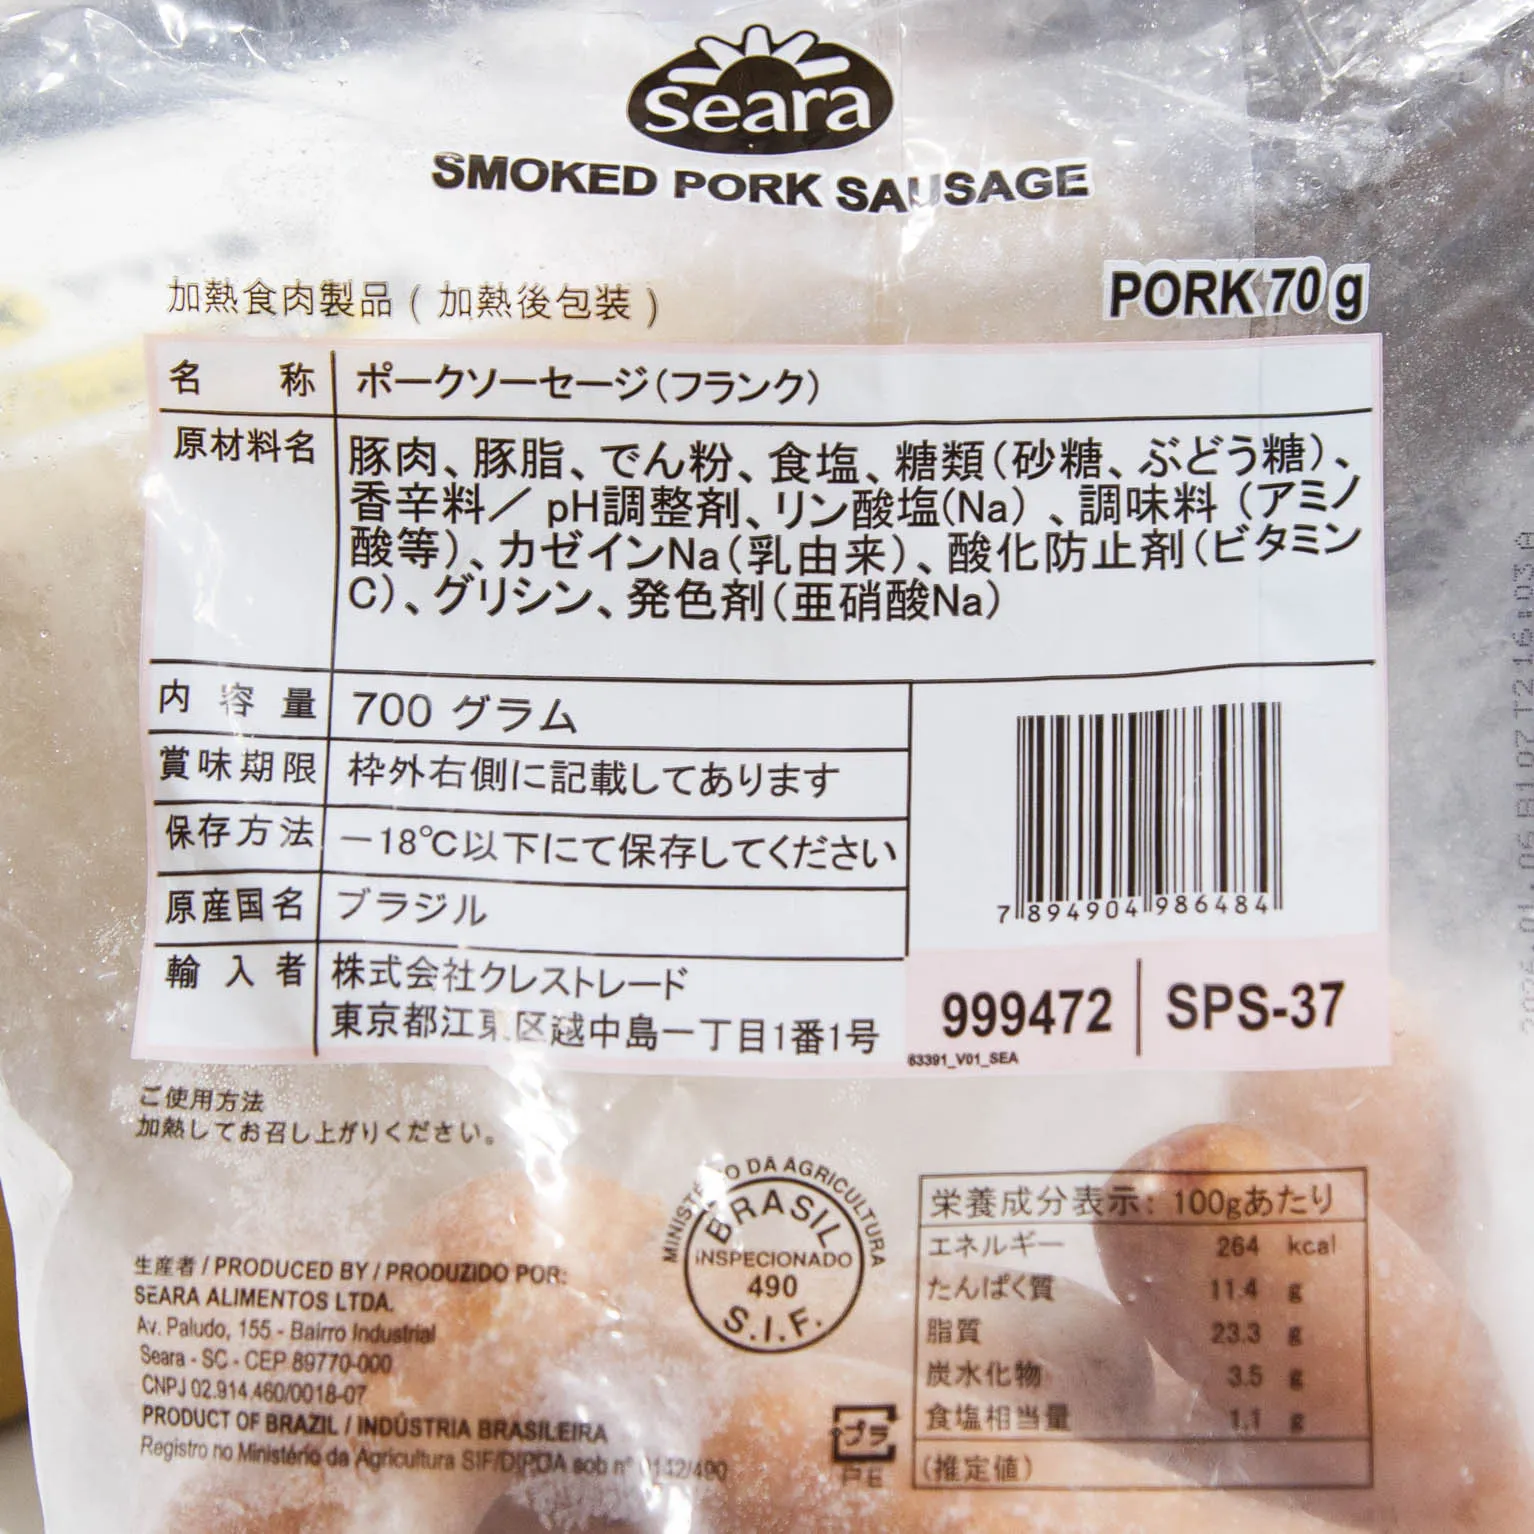 Seara
SMOKED PORK SAUSAGE
加熱食肉製品 ( 加熱後包装 )
PORK 70 g
名 称 ポークソーセージ(フランク)
原材料名 豚肉、豚脂、でん粉、食塩、糖類(砂糖、ぶどう糖)、
香辛料／ pH調整剤、リン酸塩(Na) 、調味料 (アミノ
酸等)、カゼインNa(乳由来)、酸化防止剤(ビタミン
C)、グリシン、発色剤(亜硝酸Na)
内 容 量 700 グラム
賞味期限 枠外右側に記載してあります
保存方法 －18℃以下にて保存してください
原産国名 ブラジル
輸 入 者 株式会社クレストレード
東京都江東区越中島一丁目1番1号
7 894904 986484
999472 SPS-37
63391_V01_SEA
ご使用方法
加熱してお召し上がりください。
生産者 / PRODUCED BY / PRODUZIDO POR:
SEARA ALIMENTOS LTDA.
Av. Paludo, 155 - Bairro Industrial
Seara - SC - CEP 89770-000
CNPJ 02.914.460/0018-07
PRODUCT OF BRAZIL / INDÚSTRIA BRASILEIRA
Registro no Ministério da Agricultura SIF/DIPOA sob nº 0142/490
DA AGRICULTURA
BRASIL
INSPECIONADO
490
S.I.F.
プラ
栄養成分表示: 100gあたり
エネルギー 264 kcal
たんぱく質 11.4 g
脂質 23.3 g
炭水化物 3.5 g
食塩相当量 1.1 g
(推定値)